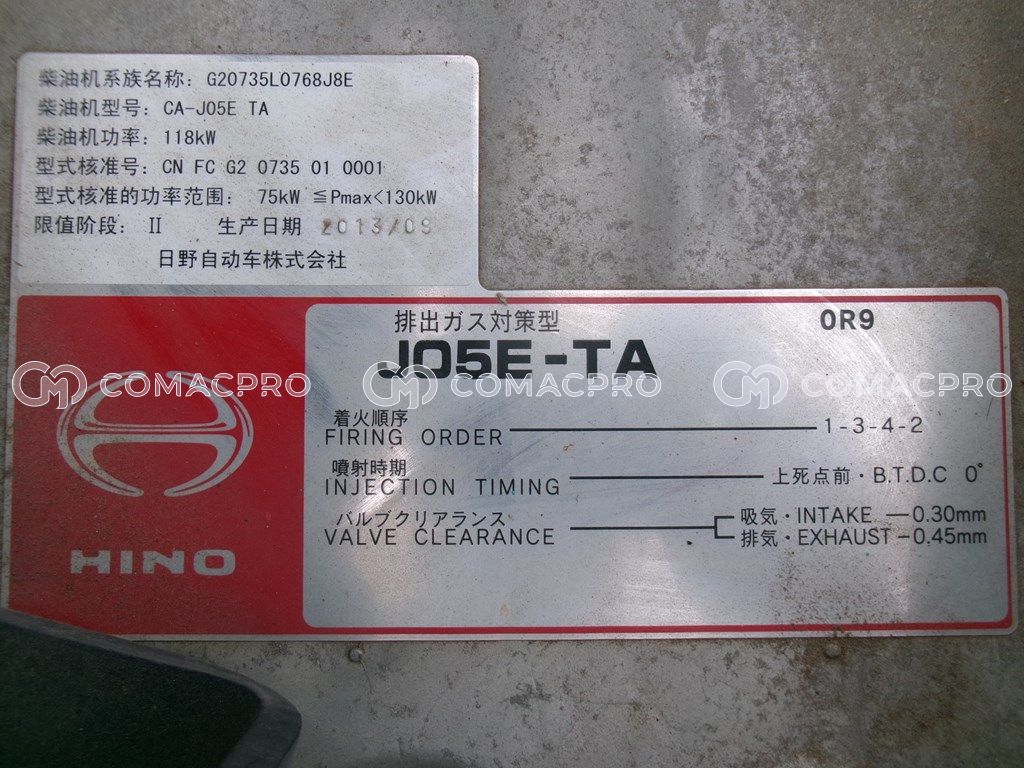 柴油机系族名称: G20735L0768J8E
柴油机型号: CA-J05E TA
柴油机功率: 118kW
型式核准号: CN FC G2 0735 01 0001
型式核准的功率范围: 75kW ≦Pmax<130kW
限值阶段: II 生产日期 2013/09
日野自动车株式会社
排出ガス対策型 0R9
J05E-TA
COMACPRO COMACPRO COMACPRO
着火順序
FIRING ORDER 1-3-4-2
噴射時期
INJECTION TIMING 上死点前・B.T.D.C 0°
バルブクリアランス
VALVE CLEARANCE
吸気・INTAKE —0.30mm
排気・EXHAUST —0.45mm
HINO